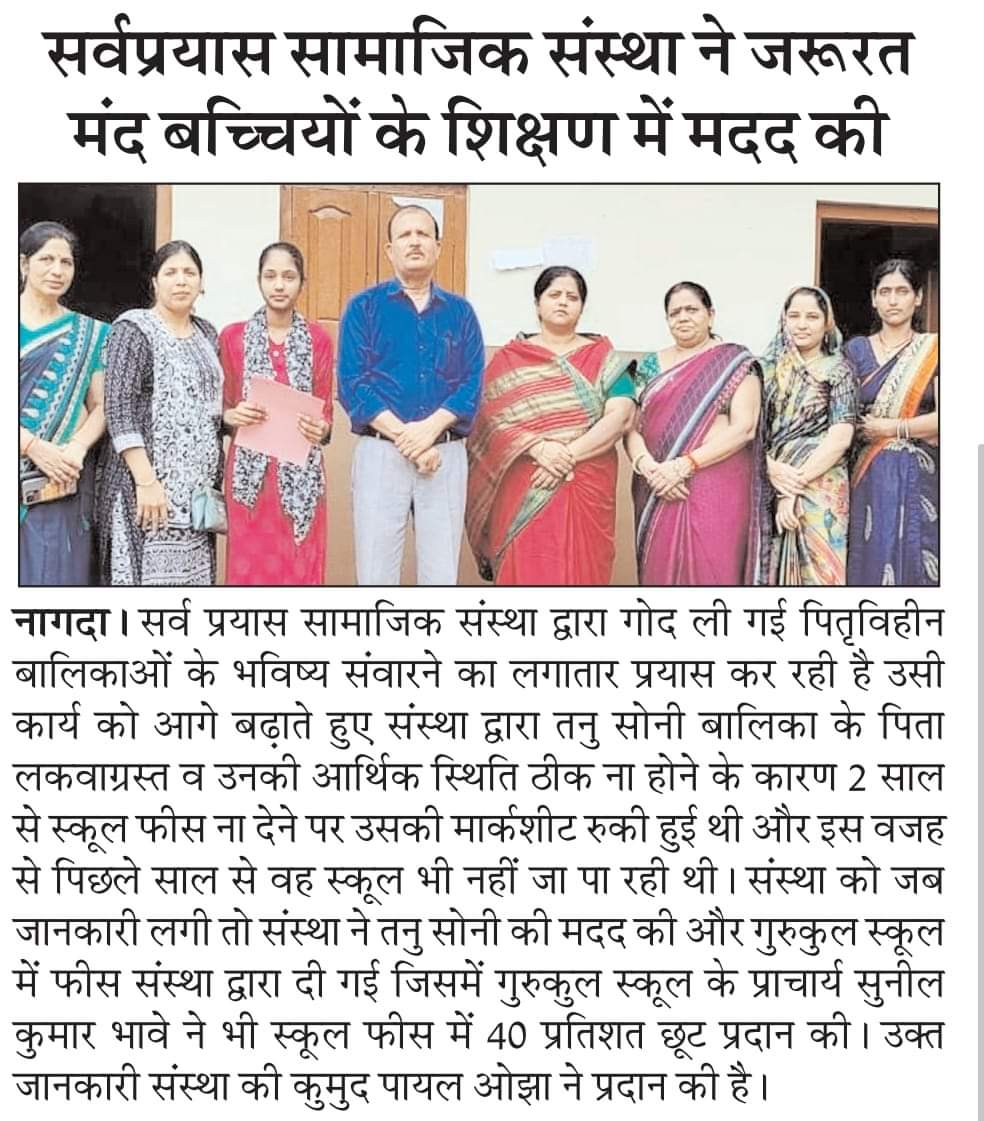 सर्वप्रयास सामाजिक संस्था ने जरूरत
मंद बच्चियों के शिक्षण में मदद की
नागदा। सर्व प्रयास सामाजिक संस्था द्वारा गोद ली गई पितृविहीन
बालिकाओं के भविष्य संवारने का लगातार प्रयास कर रही है उसी
कार्य को आगे बढ़ाते हुए संस्था द्वारा तनु सोनी बालिका के पिता
लकवाग्रस्त व उनकी आर्थिक स्थिति ठीक ना होने के कारण 2 साल
से स्कूल फीस ना देने पर उसकी मार्कशीट रुकी हुई थी और इस वजह
से पिछले साल से वह स्कूल भी नहीं जा पा रही थी। संस्था को जब
जानकारी लगी तो संस्था ने तनु सोनी की मदद की और गुरुकुल स्कूल
में फीस संस्था द्वारा दी गई जिसमें गुरुकुल स्कूल के प्राचार्य सुनील
कुमार भावे ने भी स्कूल फीस में 40 प्रतिशत छूट प्रदान की। उक्त
जानकारी संस्था की कुमुद पायल ओझा ने प्रदान की है।